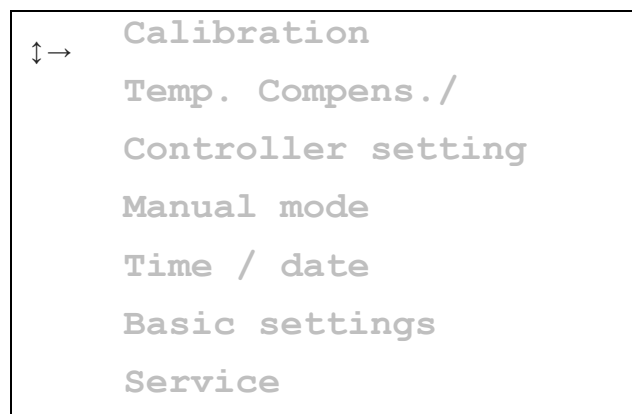 Calibration
↕→
Temp. Compens./
Controller setting
Manual mode
Time / date
Basic settings
Service